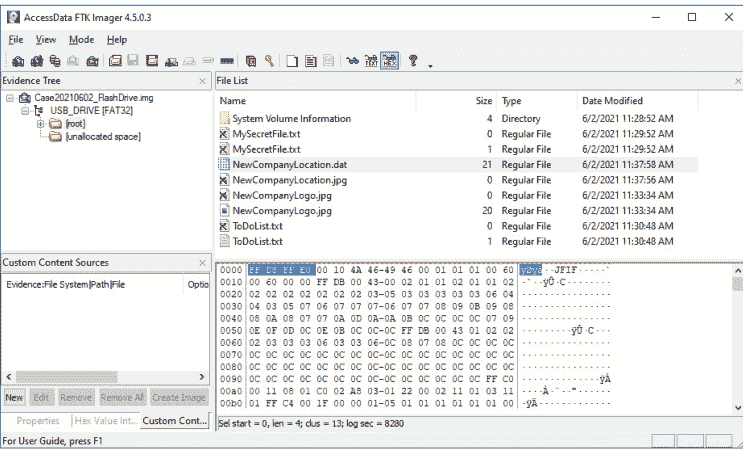 AccessData FTK Imager 4.5.0.3
File View Mode Help
Evidence Tree
Case20210602_FlashDrive.img
USB_DRIVE [FAT32]
[root]
[unallocated space]
File List
Name Size Type Date Modified
System Volume Information 4 Directory 6/2/2021 11:28:52 AM
MySecretFile.txt 0 Regular File 6/2/2021 11:29:52 AM
MySecretFile.txt 1 Regular File 6/2/2021 11:29:52 AM
NewCompanyLocation.dat 21 Regular File 6/2/2021 11:37:58 AM
NewCompanyLocation.jpg 0 Regular File 6/2/2021 11:37:56 AM
NewCompanyLogo.jpg 0 Regular File 6/2/2021 11:33:34 AM
NewCompanyLogo.jpg 20 Regular File 6/2/2021 11:33:34 AM
ToDoList.txt 0 Regular File 6/2/2021 11:30:48 AM
ToDoList.txt 1 Regular File 6/2/2021 11:30:48 AM
Custom Content Sources
Evidence:File System|Path|File Optio
New Edit Remove Remove All Create Image
Properties Hex Value Int... Custom Cont...
0000 FF D8 FF E0 00 10 4A 46-49 46 00 01 01 01 00 60 ÿØÿà··JFIF·····`
0010 00 60 00 00 FF DB 00 43-00 02 01 01 02 01 01 02 ·`··ÿÛ·C········
0020 02 02 02 02 02 02 02 03-05 03 03 03 03 03 06 04 ················
0030 04 03 05 07 06 07 07 07-06 07 07 08 09 0B 09 08 ················
0040 08 0A 08 07 07 0A 0D 0A-0A 0B 0C 0C 0C 0C 07 09 ················
0050 0E 0F 0D 0C 0E 0B 0C 0C-0C FF DB 00 43 01 02 02 ·········ÿÛ·C···
0060 02 03 03 03 06 03 03 06-0C 08 07 08 0C 0C 0C 0C ················
0070 0C 0C 0C 0C 0C 0C 0C 0C-0C 0C 0C 0C 0C 0C 0C 0C ················
0080 0C 0C 0C 0C 0C 0C 0C 0C-0C 0C 0C 0C 0C 0C 0C 0C ················
0090 0C 0C 0C 0C 0C 0C 0C 0C-0C 0C 0C 0C 0C 0C FF C0 ··············ÿÀ
00a0 00 11 08 01 C0 02 A8 03-01 22 00 02 11 01 03 11 ····À·¨··"······
00b0 01 FF C4 00 1F 00 00 01-05 01 01 01 01 01 01 00 ·ÿÄ·············
Sel start = 0, len = 4; clus = 13; log sec = 8280
For User Guide, press F1